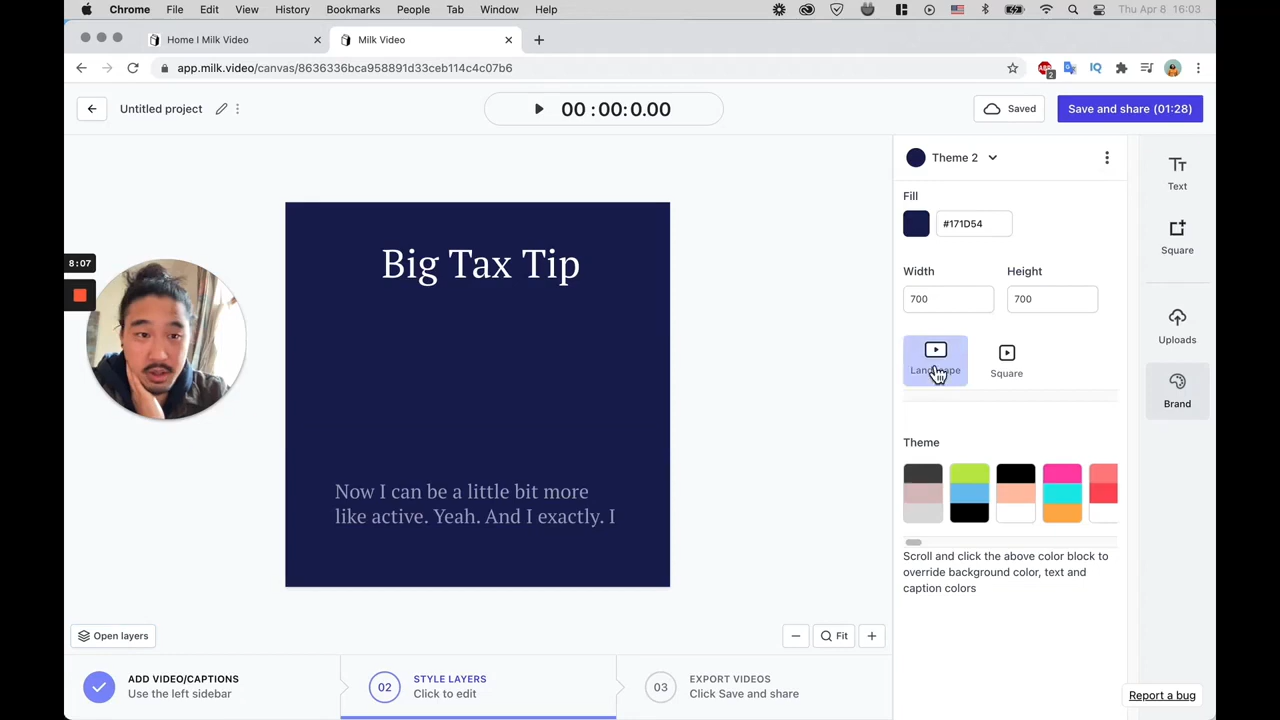 Chrome File Edit View History Bookmarks People Tab Window Help Thu Apr 8 16:03
Home | Milk Video
Milk Video
app.milk.video/canvas/8636336bca958891d33ceb114c4c07b6
2
IQ
Untitled project
00 :00:0.00
Saved
Save and share (01:28)
Theme 2
Fill
#171D54
Width
Height
700
700
Landscape
Square
Theme
Scroll and click the above color block to
override background color, text and
caption colors
Tт
Text
Square
Uploads
Brand
8:07
Big Tax Tip
Now I can be a little bit more
like active. Yeah. And I exactly. I
Open layers
Fit
ADD VIDEO/CAPTIONS
Use the left sidebar
02
STYLE LAYERS
Click to edit
03
EXPORT VIDEOS
Click Save and share
Report a bug